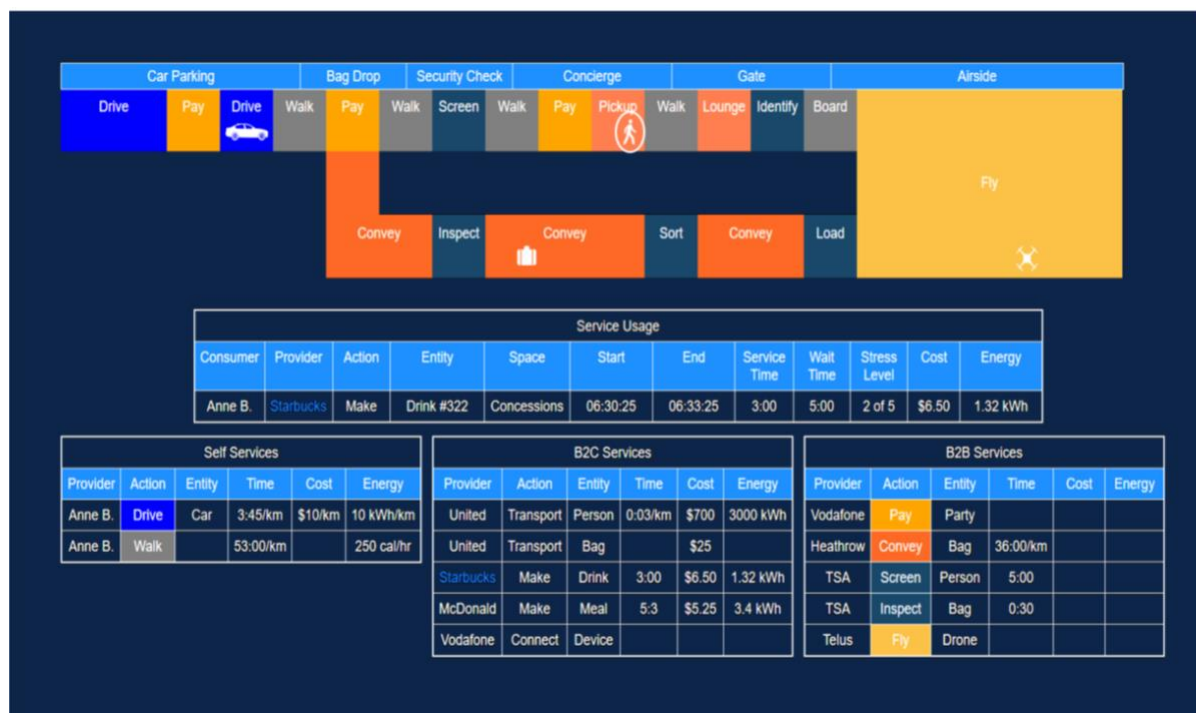 Car Parking Bag Drop Security Check Concierge Gate Airside
Drive Pay Drive Walk Pay Walk Screen Walk Pay Pickup Walk Lounge Identify Board
Fly
Convey Inspect Convey Sort Convey Load
Service Usage
Consumer Provider Action Entity Space Start End Service Time Wait Time Stress Level Cost Energy
Anne B. Starbucks Make Drink #322 Concessions 06:30:25 06:33:25 3:00 5:00 2 of 5 $6.50 1.32 kWh
Self Services
Provider Action Entity Time Cost Energy
Anne B. Drive Car 3:45/km $10/km 10 kWh/km
Anne B. Walk 53:00/km 250 cal/hr
B2C Services
Provider Action Entity Time Cost Energy
United Transport Person 0:03/km $700 3000 kWh
United Transport Bag $25
Starbucks Make Drink 3:00 $6.50 1.32 kWh
McDonald Make Meal 5:3 $5.25 3.4 kWh
Vodafone Connect Device
B2B Services
Provider Action Entity Time Cost Energy
Vodafone Pay Party
Heathrow Convey Bag 36:00/km
TSA Screen Person 5:00
TSA Inspect Bag 0:30
Telus Fly Drone